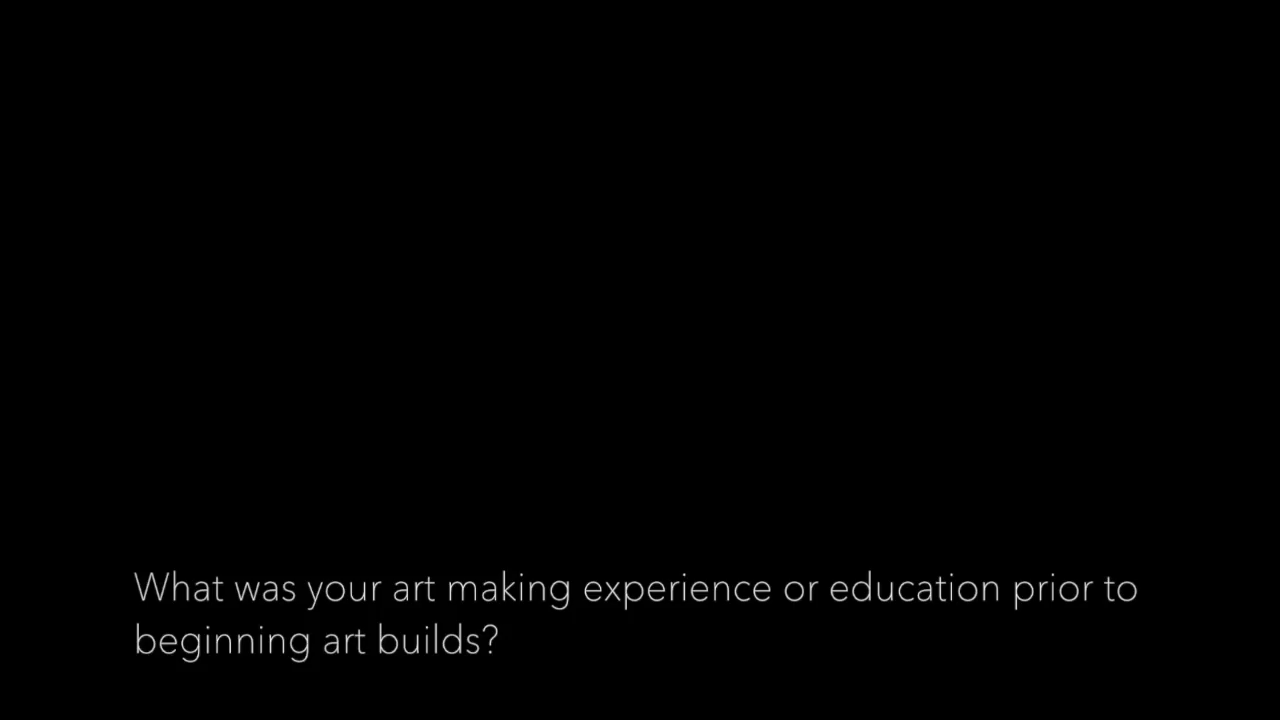 What was your art making experience or education prior to
beginning art builds?